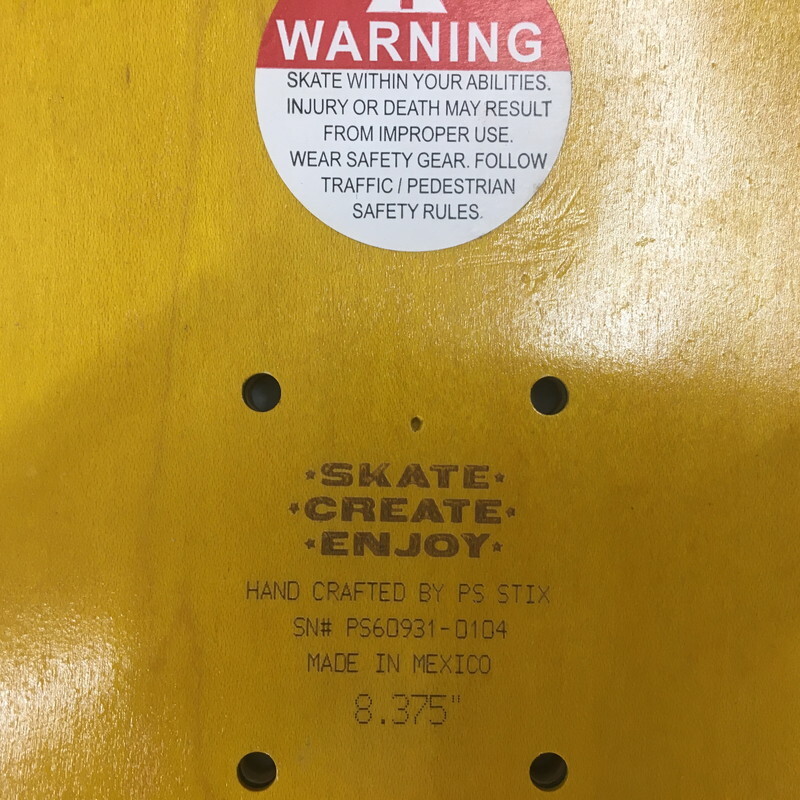 WARNING
SKATE WITHIN YOUR ABILITIES.
INJURY OR DEATH MAY RESULT
FROM IMPROPER USE.
WEAR SAFETY GEAR. FOLLOW
TRAFFIC / PEDESTRIAN
SAFETY RULES.
SKATE
CREATE
ENJOY
HAND CRAFTED BY PS STIX
SN# PS60931-0104
MADE IN MEXICO
8.375"